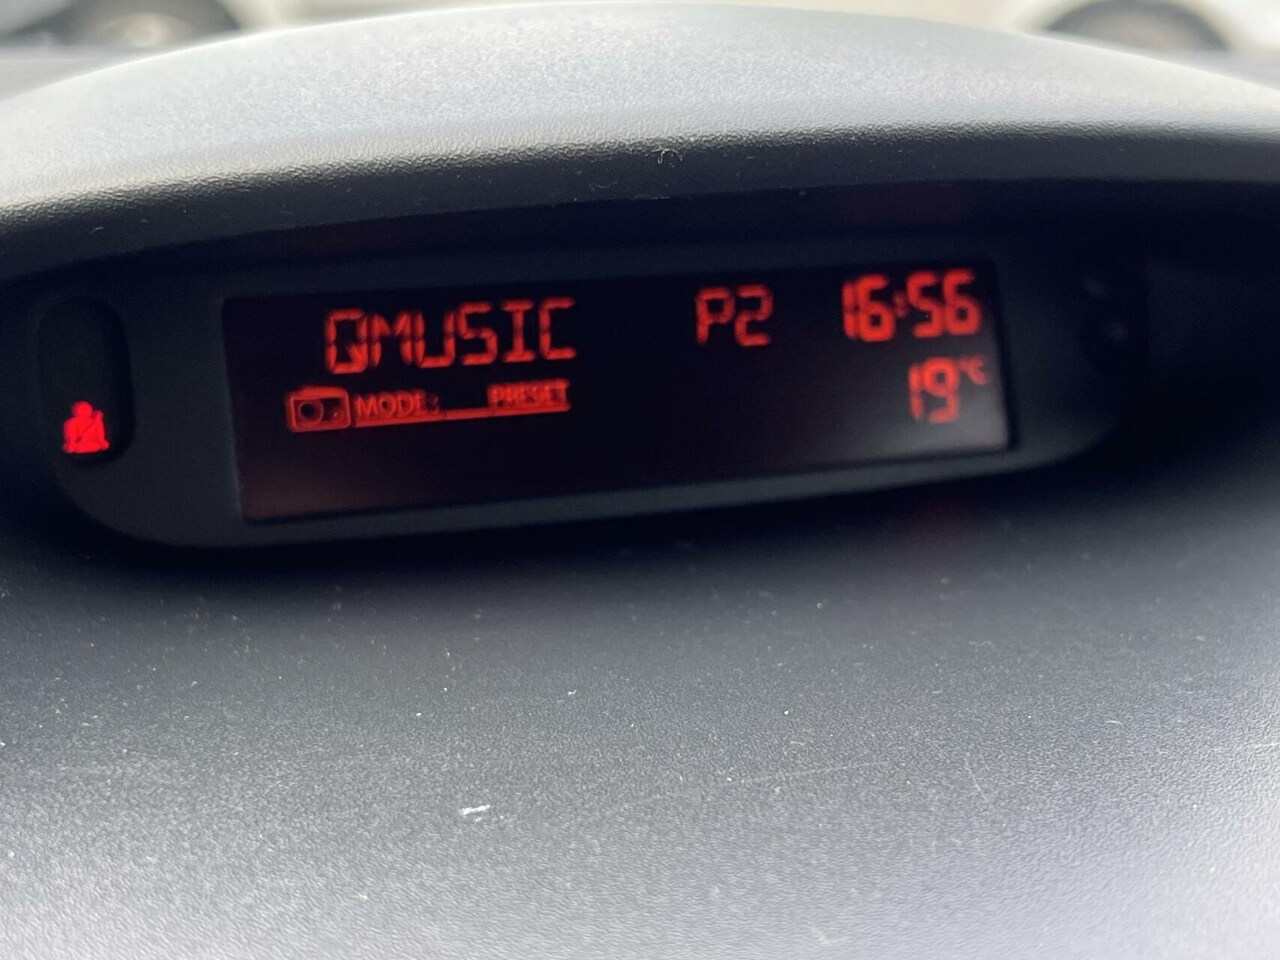 QMUSIC P2 16:56
MODE: PRESET 19°C